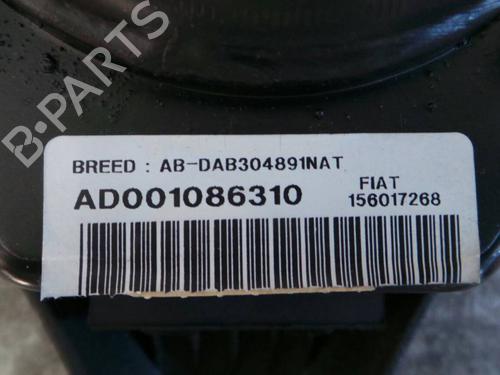 B-PARTS
BREED : AB-DAB304891NAT
AD001086310
FIAT
156017268